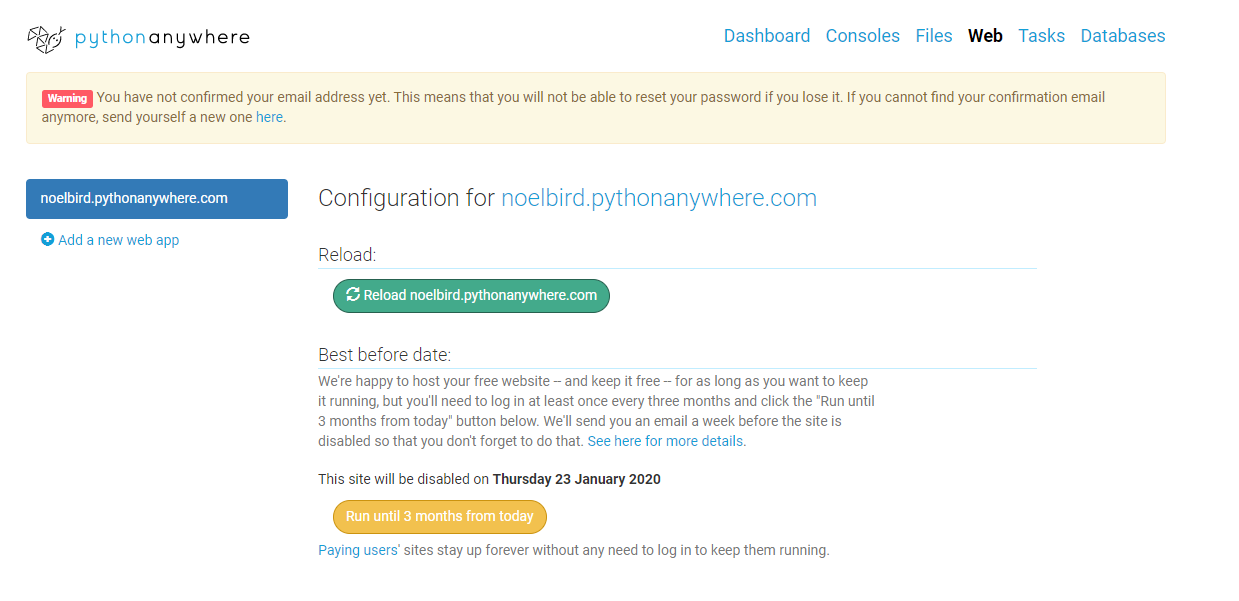 pythonanywhere
Dashboard Consoles Files Web Tasks Databases
Warning You have not confirmed your email address yet. This means that you will not be able to reset your password if you lose it. If you cannot find your confirmation email
anymore, send yourself a new one here.
noelbird.pythonanywhere.com
Add a new web app
Configuration for noelbird.pythonanywhere.com
Reload:
Reload noelbird.pythonanywhere.com
Best before date:
We're happy to host your free website -- and keep it free -- for as long as you want to keep
it running, but you'll need to log in at least once every three months and click the "Run until
3 months from today" button below. We'll send you an email a week before the site is
disabled so that you don't forget to do that. See here for more details.
This site will be disabled on Thursday 23 January 2020
Run until 3 months from today
Paying users' sites stay up forever without any need to log in to keep them running.